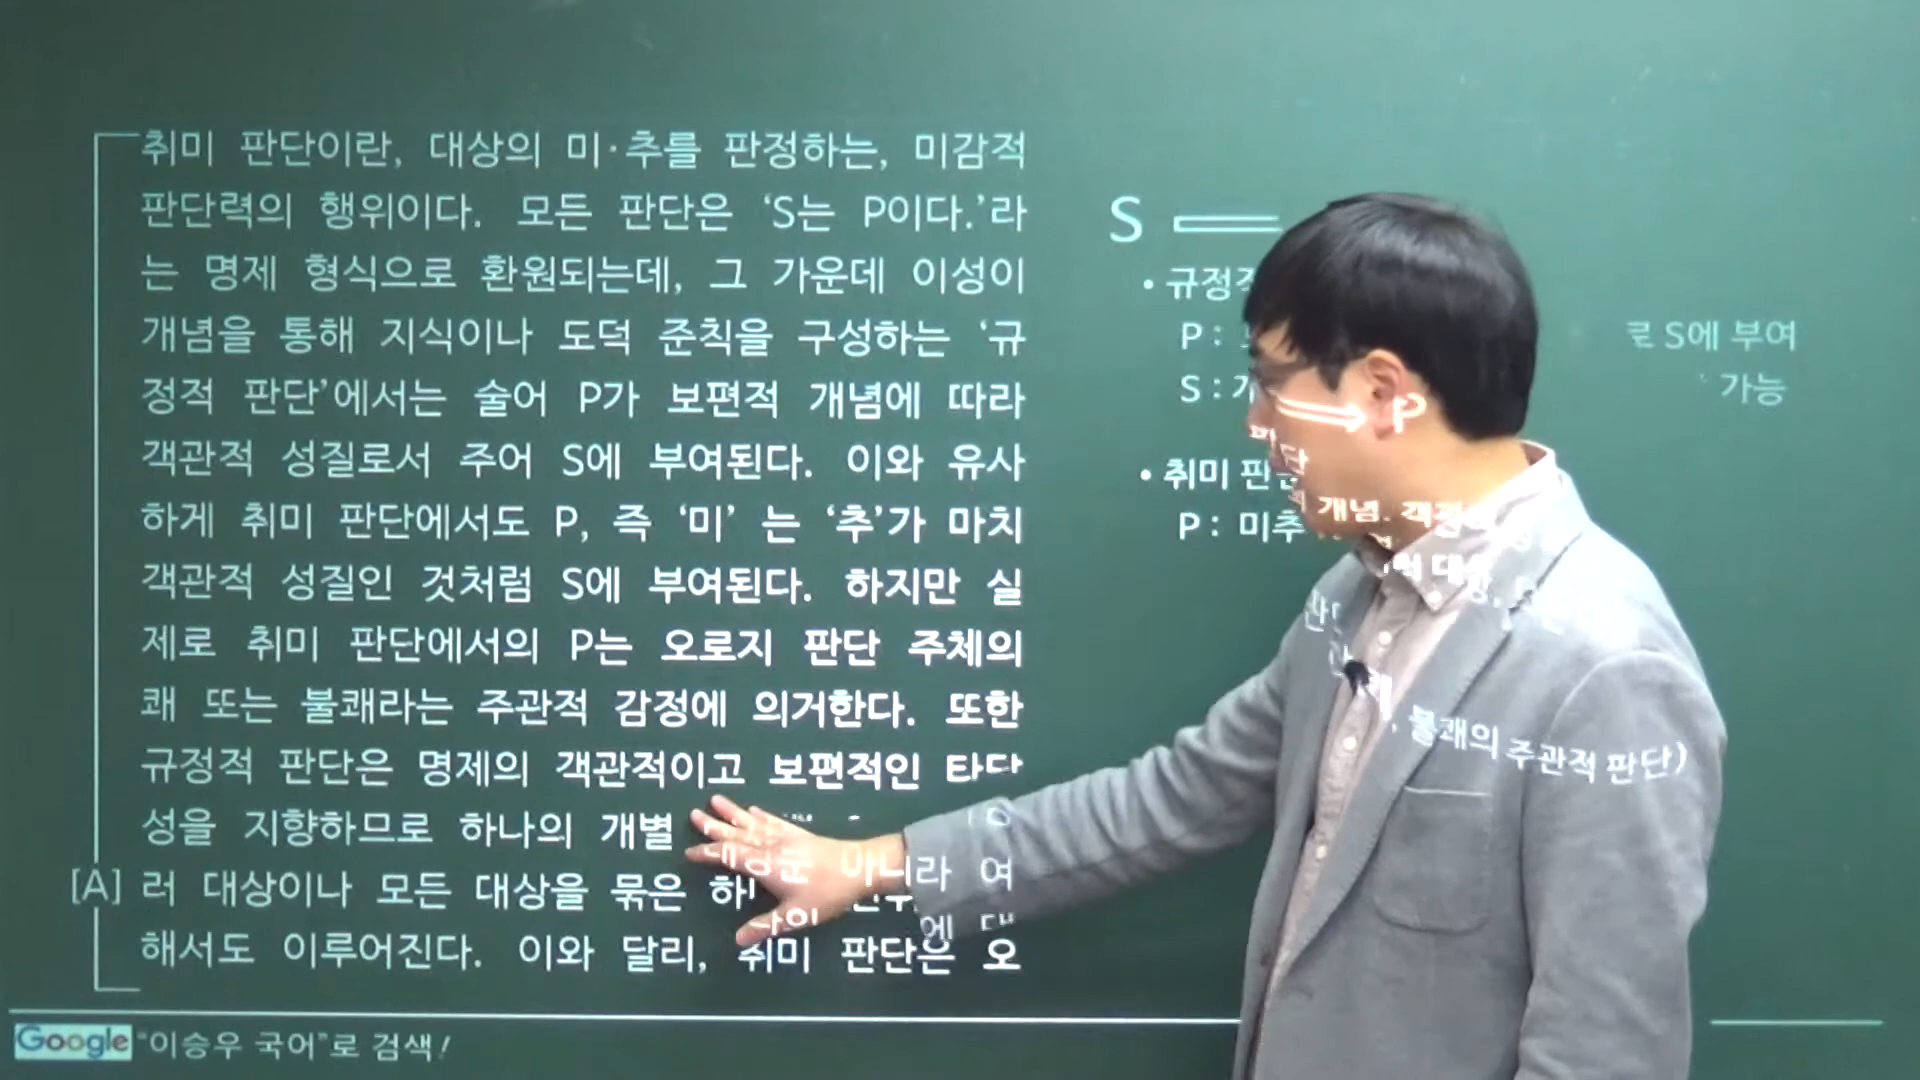 취미 판단이란, 대상의 미·추를 판정하는, 미감적
판단력의 행위이다. 모든 판단은 ‘S는 P이다.’라
는 명제 형식으로 환원되는데, 그 가운데 이성이
개념을 통해 지식이나 도덕 준칙을 구성하는 ‘규
정적 판단’에서는 술어 P가 보편적 개념에 따라
객관적 성질로서 주어 S에 부여된다. 이와 유사
하게 취미 판단에서도 P, 즉 ‘미’ 는 ‘추’가 마치
객관적 성질인 것처럼 S에 부여된다. 하지만 실
제로 취미 판단에서의 P는 오로지 판단 주체의
쾌 또는 불쾌라는 주관적 감정에 의거한다. 또한
규정적 판단은 명제의 객관적이고 보편적인
성을 지향하므로 하나의 개별 아니라 여
[A] 러 대상이나 모든 대상을 묶은
해서도 이루어진다. 이와 달리, 취미 판단은 오
S P
• 규정
P : S에 부여
S : 가능
• 취미
P : 미추 개념.
불쾌의 주관적 판단)
Google “이승우 국어”로 검색!